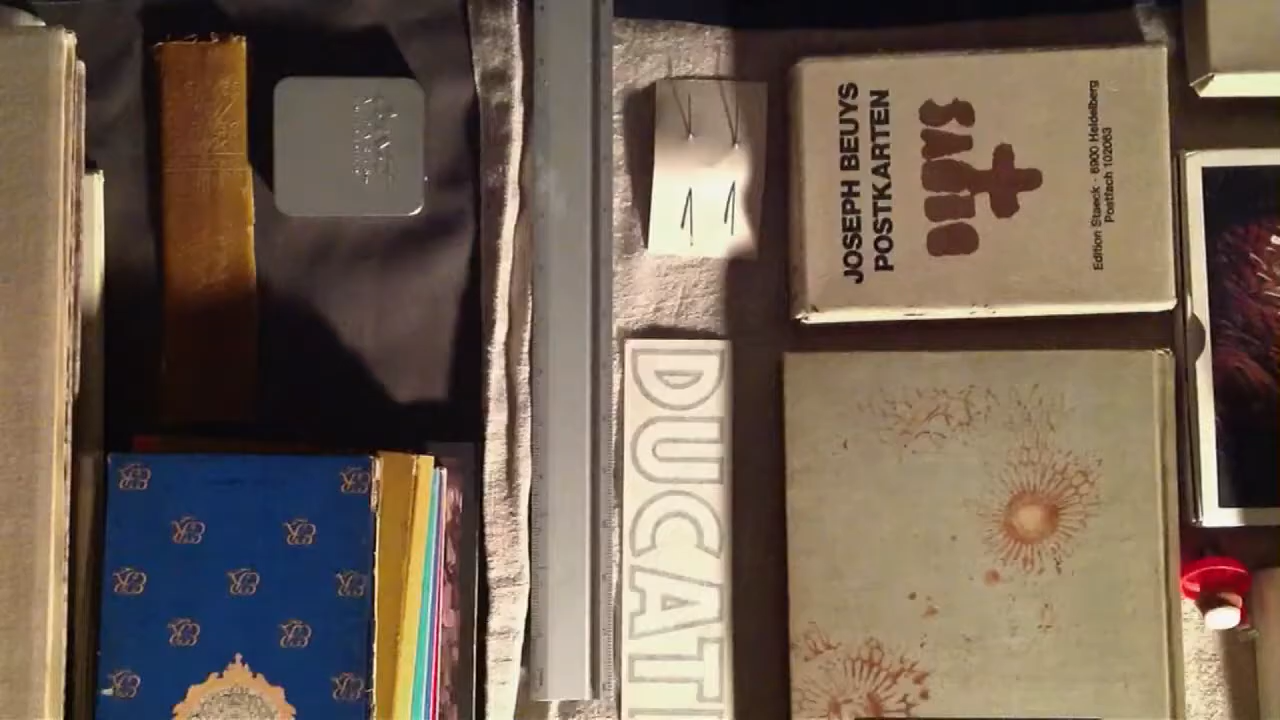 JOSEPH BEUYS
POSTKARTEN
Edition Staeck · 6900 Heidelberg
Postfach 102063
DUCATI